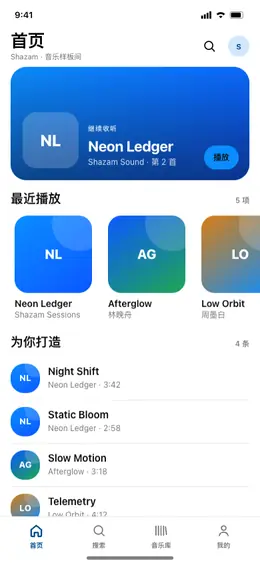 9:41
首页
Shazam · 音乐样板间
S
NL
继续收听
Neon Ledger
Shazam Sound · 第 2 首
播放
最近播放
5 项
NL
AG
LO
Neon Ledger
Afterglow
Low Orbit
Shazam Sessions
林晚舟
周墨白
为你打造
4 条
NL
Night Shift
Neon Ledger · 3:42
NL
Static Bloom
Neon Ledger · 2:58
AG
Slow Motion
Afterglow · 3:18
LO
Telemetry
Low Orbit · 4:12
首页
搜索
音乐库
我的